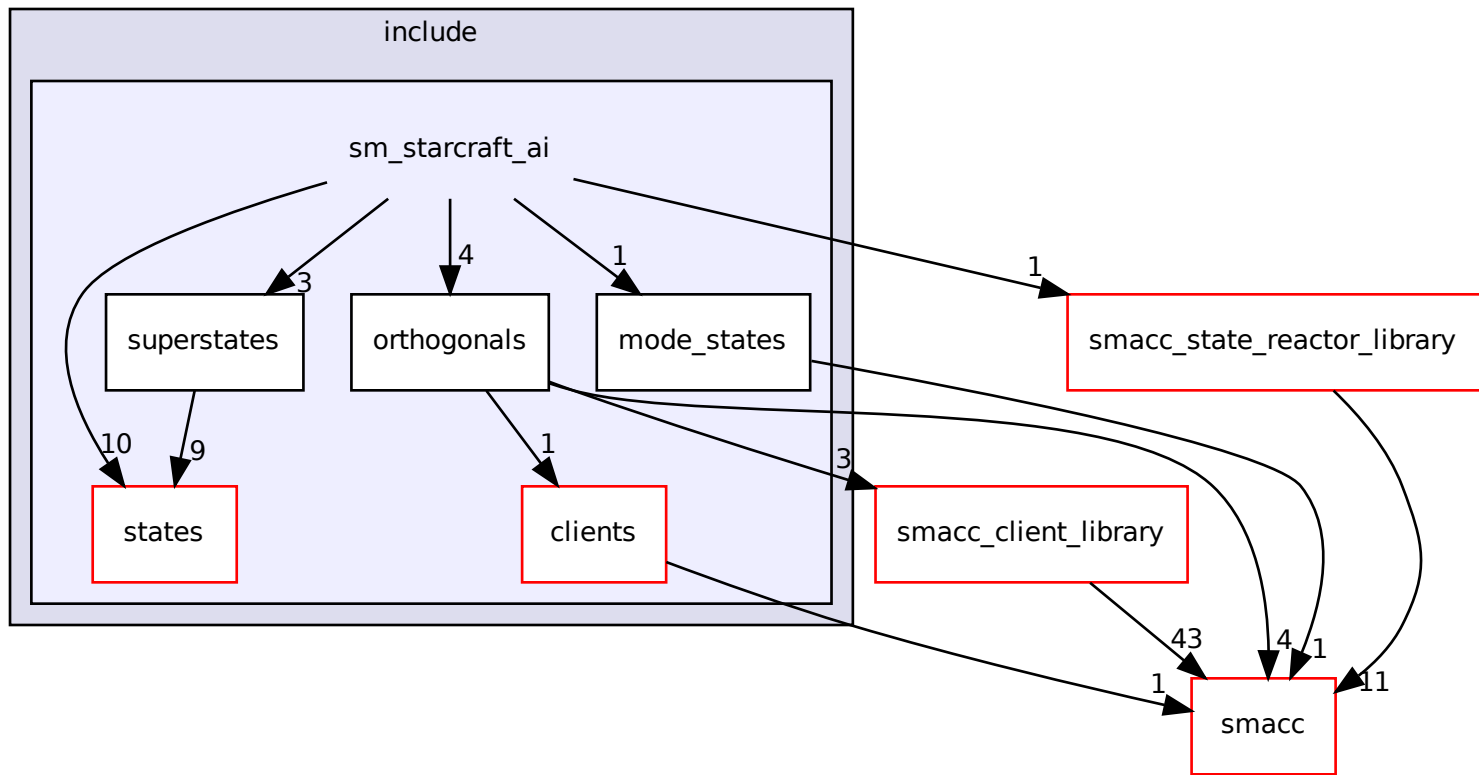 include
sm_starcraft_ai
1
3
4
1
superstates
orthogonals
mode_states
smacc_state_reactor_library
10
9
1
3
states
clients
smacc_client_library
43
4
1
11
1
smacc